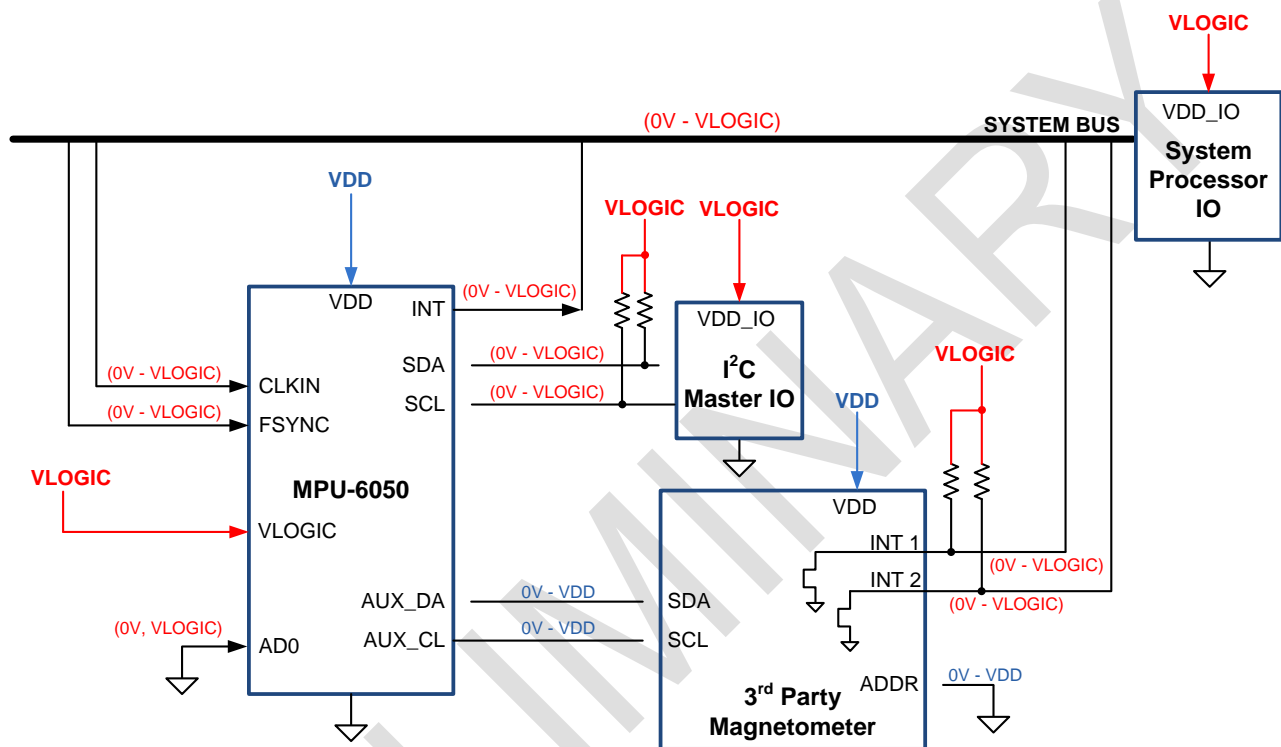 VLOGIC
VDD_IO
System
Processor
IO
(0V - VLOGIC)
SYSTEM BUS
VDD
VLOGIC
VLOGIC
VDD
INT
(0V - VLOGIC)
VDD_IO
I²C
Master IO
SDA
(0V - VLOGIC)
SCL
(0V - VLOGIC)
(0V - VLOGIC)
CLKIN
(0V - VLOGIC)
FSYNC
MPU-6050
VLOGIC
VLOGIC
VLOGIC
VDD
VDD
INT 1
(0V - VLOGIC)
INT 2
(0V - VLOGIC)
AUX_DA
0V - VDD
SDA
AUX_CL
0V - VDD
SCL
(0V, VLOGIC)
AD0
ADDR
0V - VDD
3rd Party
Magnetometer
LIMINARY